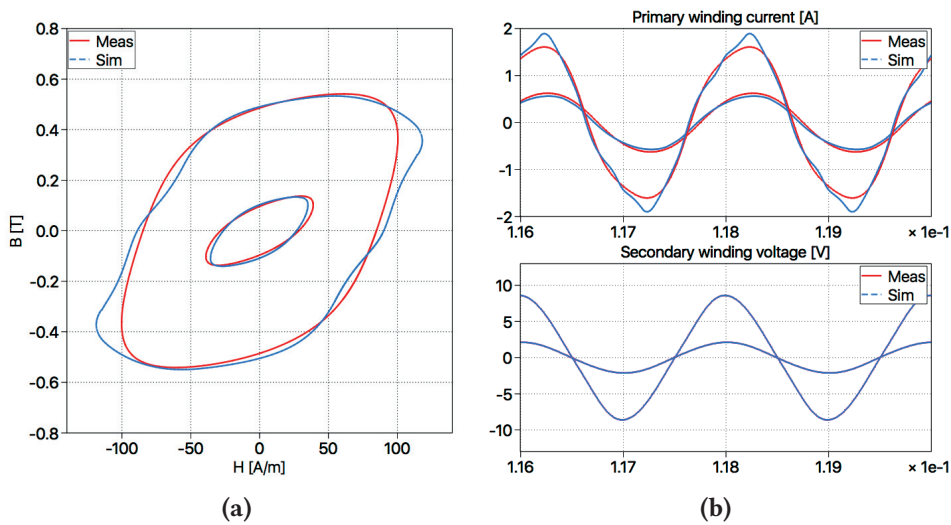 0.8
0.6
0.4
0.2
0.0
-0.2
-0.4
-0.6
-0.8
B [T]
Meas
Sim
-100 -50 0 50 100
H [A/m]
(a)
Primary winding current [A]
2
1
0
-1
-2
Meas
Sim
1.16 1.17 1.18 1.19 × 1e-1
Secondary winding voltage [V]
10
5
0
-5
-10
Meas
Sim
1.16 1.17 1.18 1.19 × 1e-1
(b)